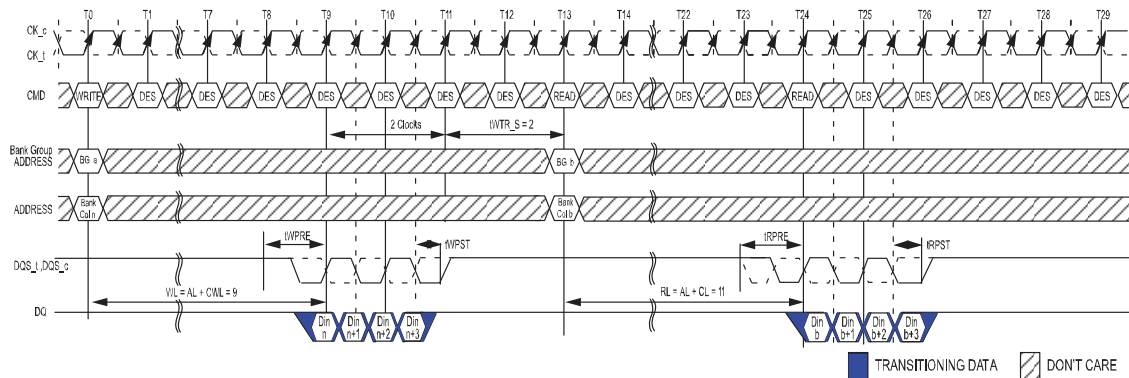 T0 T1 T7 T8 T9 T10 T11 T12 T13 T14 T22 T23 T24 T25 T26 T27 T28 T29
CK_c
CK_t
CMD WRITE DES DES DES DES DES DES DES READ DES DES DES READ DES DES DES DES DES
2 Clocks tWTR_S = 2
Bank Group
ADDRESS BG a BG b
ADDRESS Bank Col n Bank Col b
tWPRE tWPST tRPRE tRPST
DQS_t ,DQS_c
WL = AL + CWL = 9 RL = AL + CL = 11
DQ Din n Din n+1 Din n+2 Din n+3 Din b Din b+1 Din b+2 Din b+3
TRANSITIONING DATA DON'T CARE